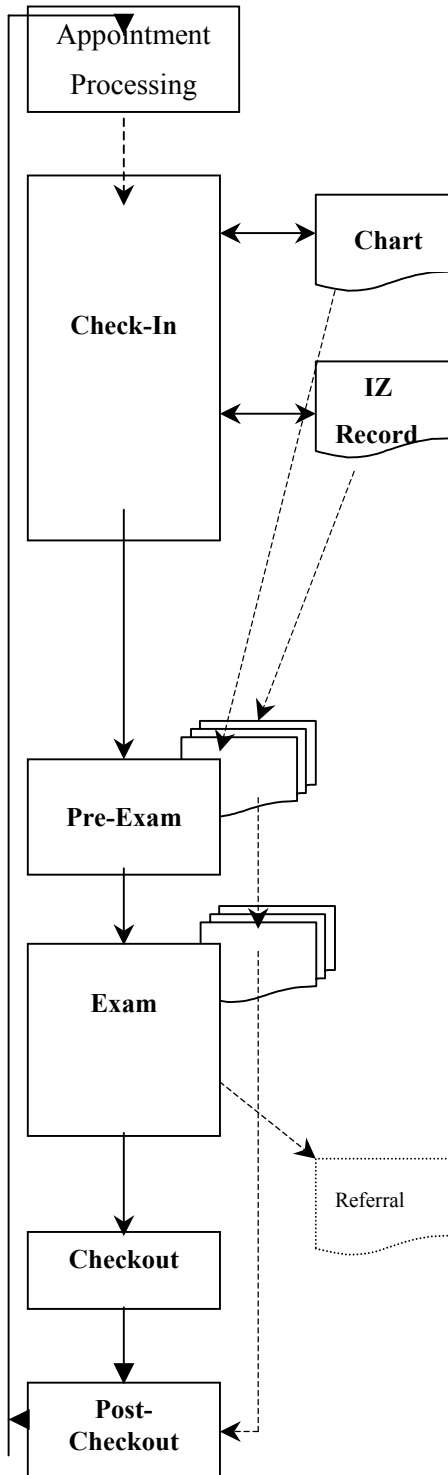 Appointment
Processing
Chart
Check-In
IZ
Record
Pre-Exam
Exam
Referral
Checkout
Post-
Checkout